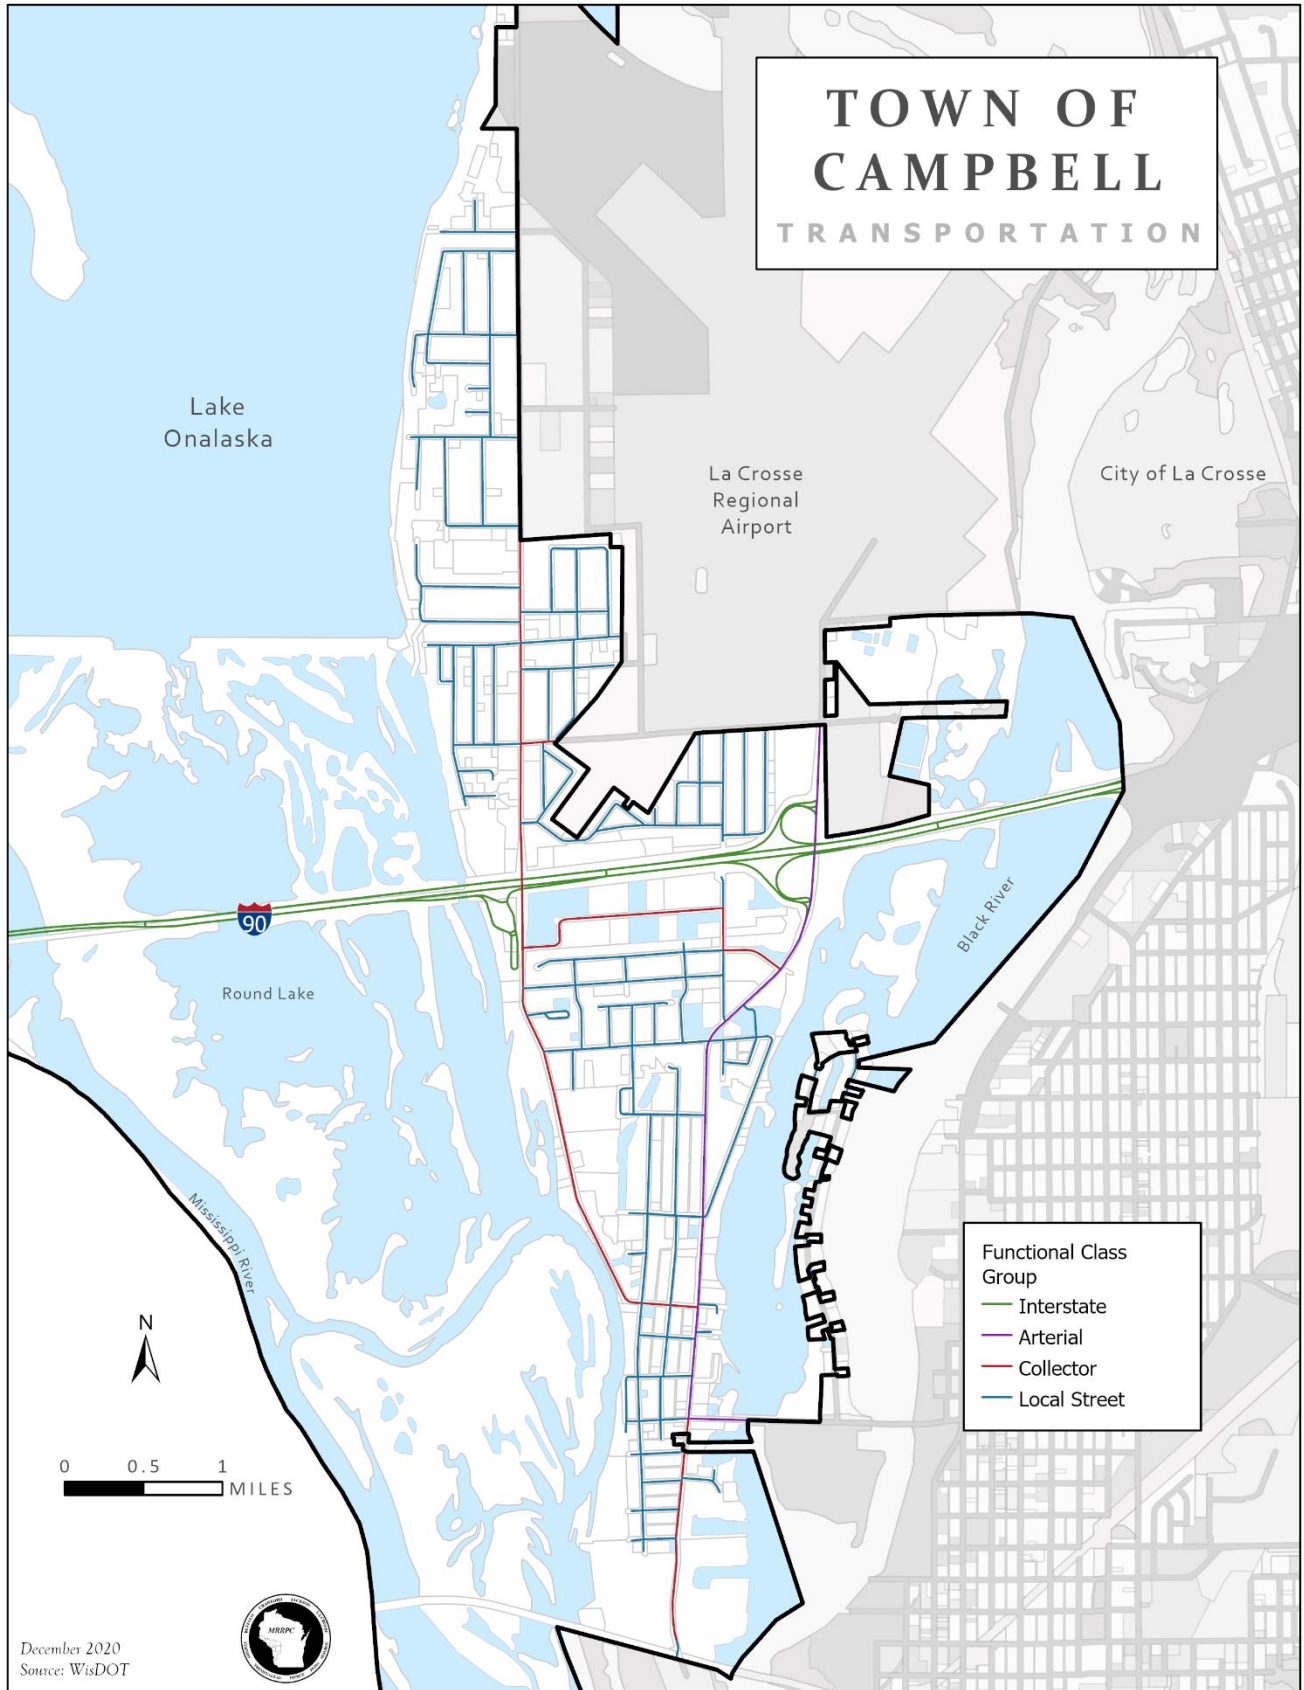 TOWN OF
CAMPBELL
TRANSPORTATION
Lake
Onalaska
La Crosse
Regional
Airport
City of La Crosse
90
Black River
Round Lake
Mississippi River
Functional Class
Group
Interstate
Arterial
Collector
Local Street
N
0 0.5 1
MILES
MRRPC
December 2020
Source: WisDOT